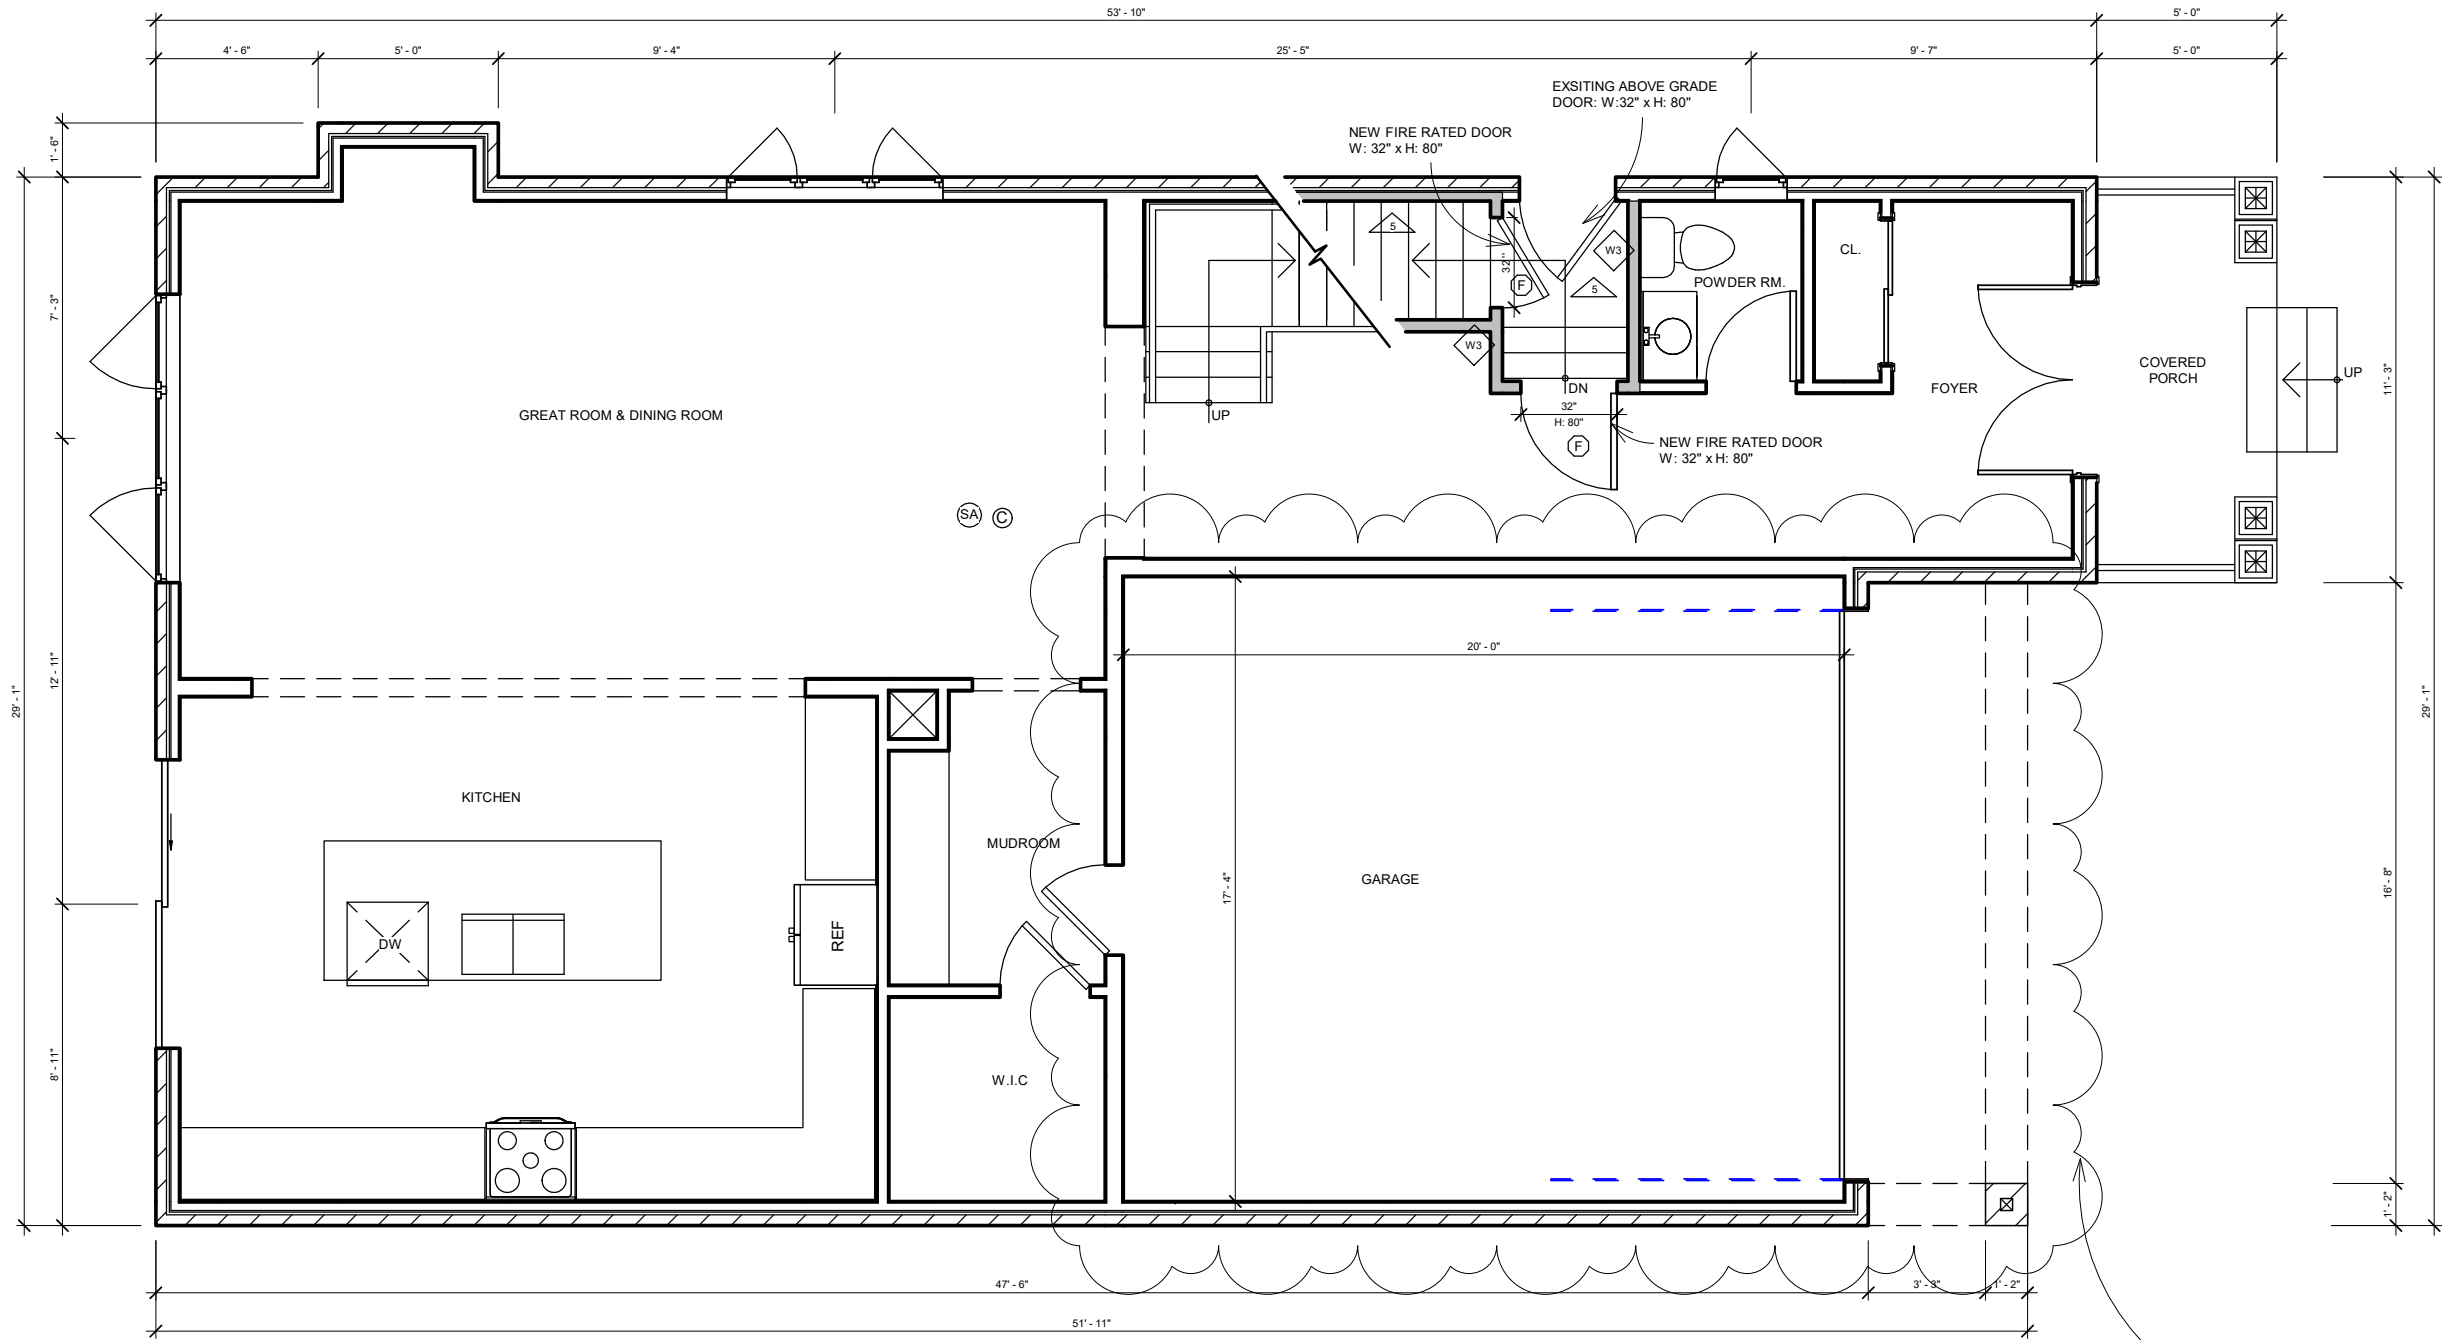 53' - 10"
5' - 0"
4' - 6"
5' - 0"
9' - 4"
25' - 5"
9' - 7"
5' - 0"
EXSITING ABOVE GRADE
DOOR: W:32" x H: 80"
NEW FIRE RATED DOOR
W: 32" x H: 80"
1' - 6"
5
W3
CL.
32"
F
5
POWDER RM.
7' - 3"
W3
COVERED
PORCH
UP
11' - 3"
DN
FOYER
GREAT ROOM & DINING ROOM
UP
32"
H: 80"
F
NEW FIRE RATED DOOR
W: 32" x H: 80"
SA
C
20' - 0"
12' - 11"
29' - 1"
29' - 1"
KITCHEN
MUDROOM
GARAGE
17' - 4"
16' - 8"
DW
REF
8' - 11"
W.I.C
1' - 2"
47' - 6"
3' - 3"
1' - 2"
51' - 11"